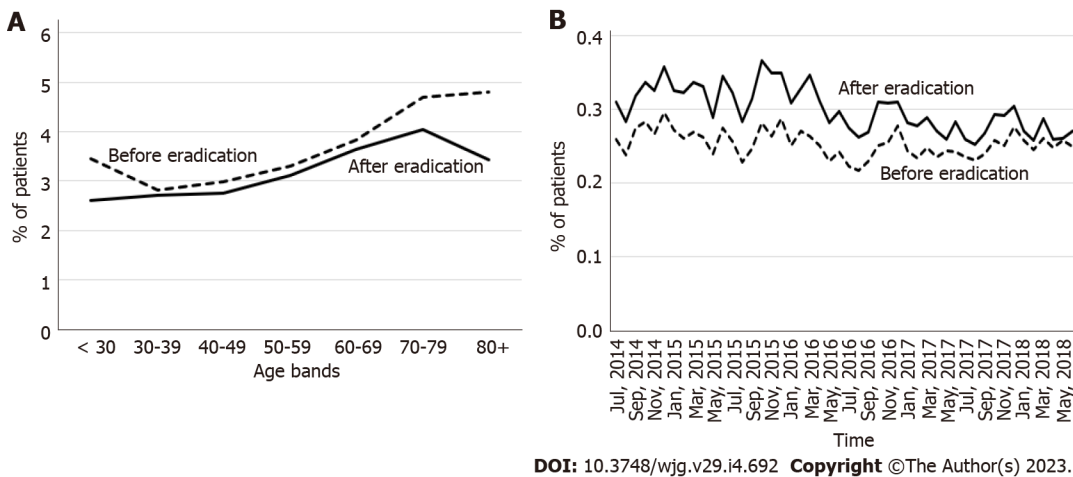 A
6
5
4
3
2
1
0
% of patients
Before eradication
After eradication
< 30 30-39 40-49 50-59 60-69 70-79 80+
Age bands
B
0.4
0.3
0.2
0.1
0.0
% of patients
After eradication
Before eradication
Jul, 2014
Sep, 2014
Nov, 2014
Jan, 2015
Mar, 2015
May, 2015
Jul, 2015
Sep, 2015
Nov, 2015
Jan, 2016
Mar, 2016
May, 2016
Jul, 2016
Sep, 2016
Nov, 2016
Jan, 2017
Mar, 2017
May, 2017
Jul, 2017
Sep, 2017
Nov, 2017
Jan, 2018
Mar, 2018
May, 2018
Time
DOI: 10.3748/wjg.v29.i4.692 Copyright ©The Author(s) 2023.